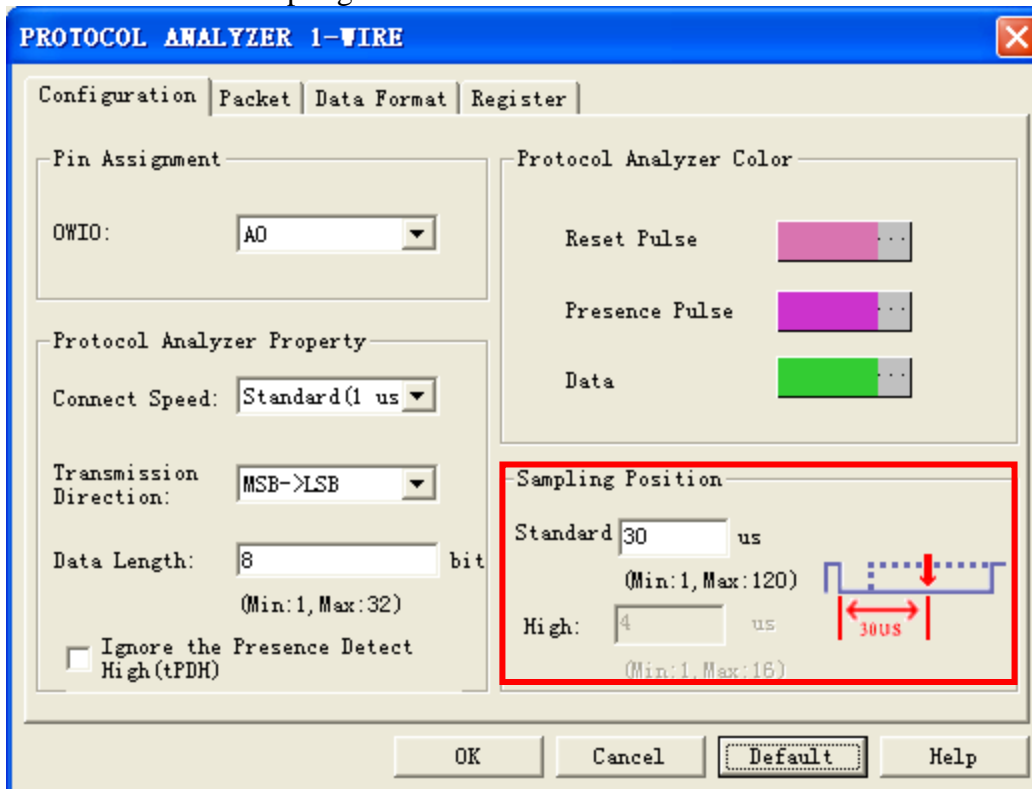 PROTOCOL ANALYZER 1-WIRE
Configuration Packet Data Format Register
Pin Assignment
OWIO: A0
Protocol Analyzer Property
Connect Speed: Standard(1 us
Transmission
Direction: MSB->LSB
Data Length: 8 bit
(Min:1,Max:32)
Ignore the Presence Detect
High(tPDH)
Protocol Analyzer Color
Reset Pulse ...
Presence Pulse ...
Data ...
Sampling Position
Standard 30 us
(Min:1,Max:120)
High: 4 us
(Min:1,Max:16)
30US
OK Cancel Default Help